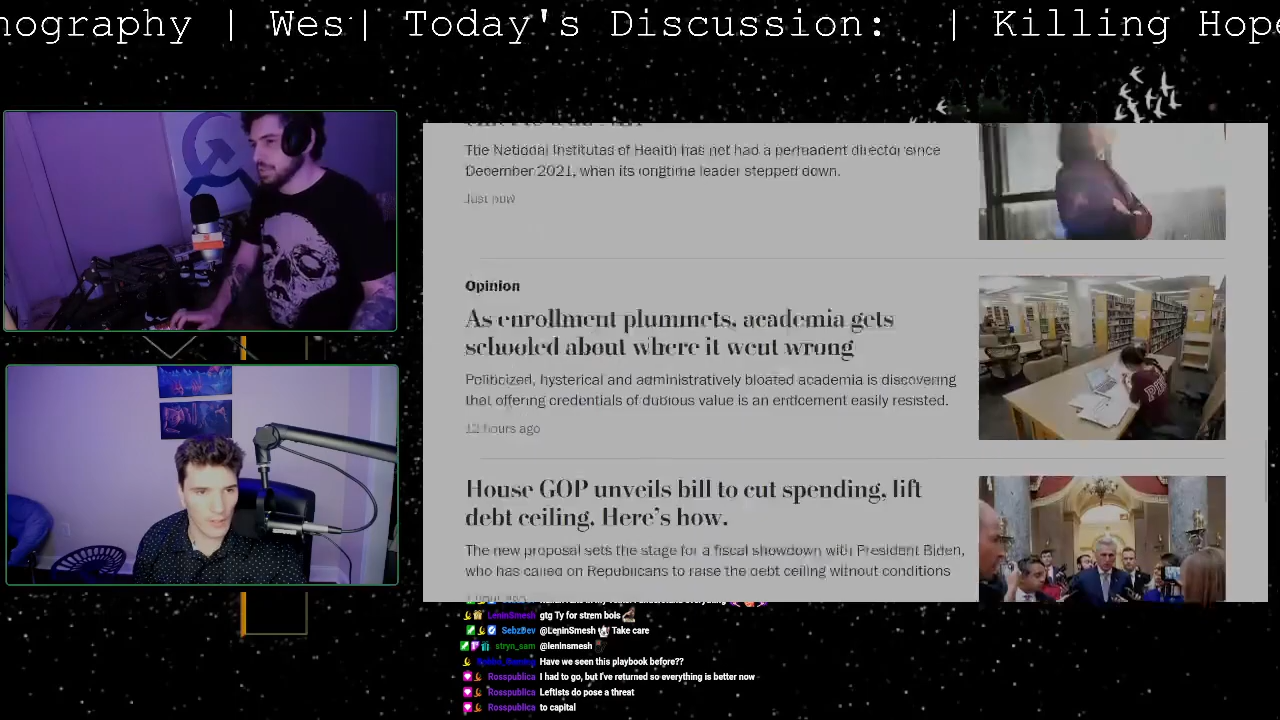 nography | Wes | Today's Discussion: | Killing Hope
The National Institutes of Health has not had a permanent director since
December 2021, when its longtime leader stepped down.
Just now
Opinion
As enrollment plummets, academia gets
schooled about where it went wrong
Politicized, hysterical and administratively bloated academia is discovering
that offering credentials of dubious value is an enticement easily resisted.
12 hours ago
House GOP unveils bill to cut spending, lift
debt ceiling. Here's how.
The new proposal sets the stage for a fiscal showdown with President Biden,
who has called on Republicans to raise the debt ceiling without conditions
LeninSmesh gtg Ty for strem bois
SebzDev @LeninSmesh Take care
stryn_sam @leninsmesh
Have we seen this playbook before??
Rosspublica I had to go, but I've returned so everything is better now
Rosspublica Leftists do pose a threat
Rosspublica to capital